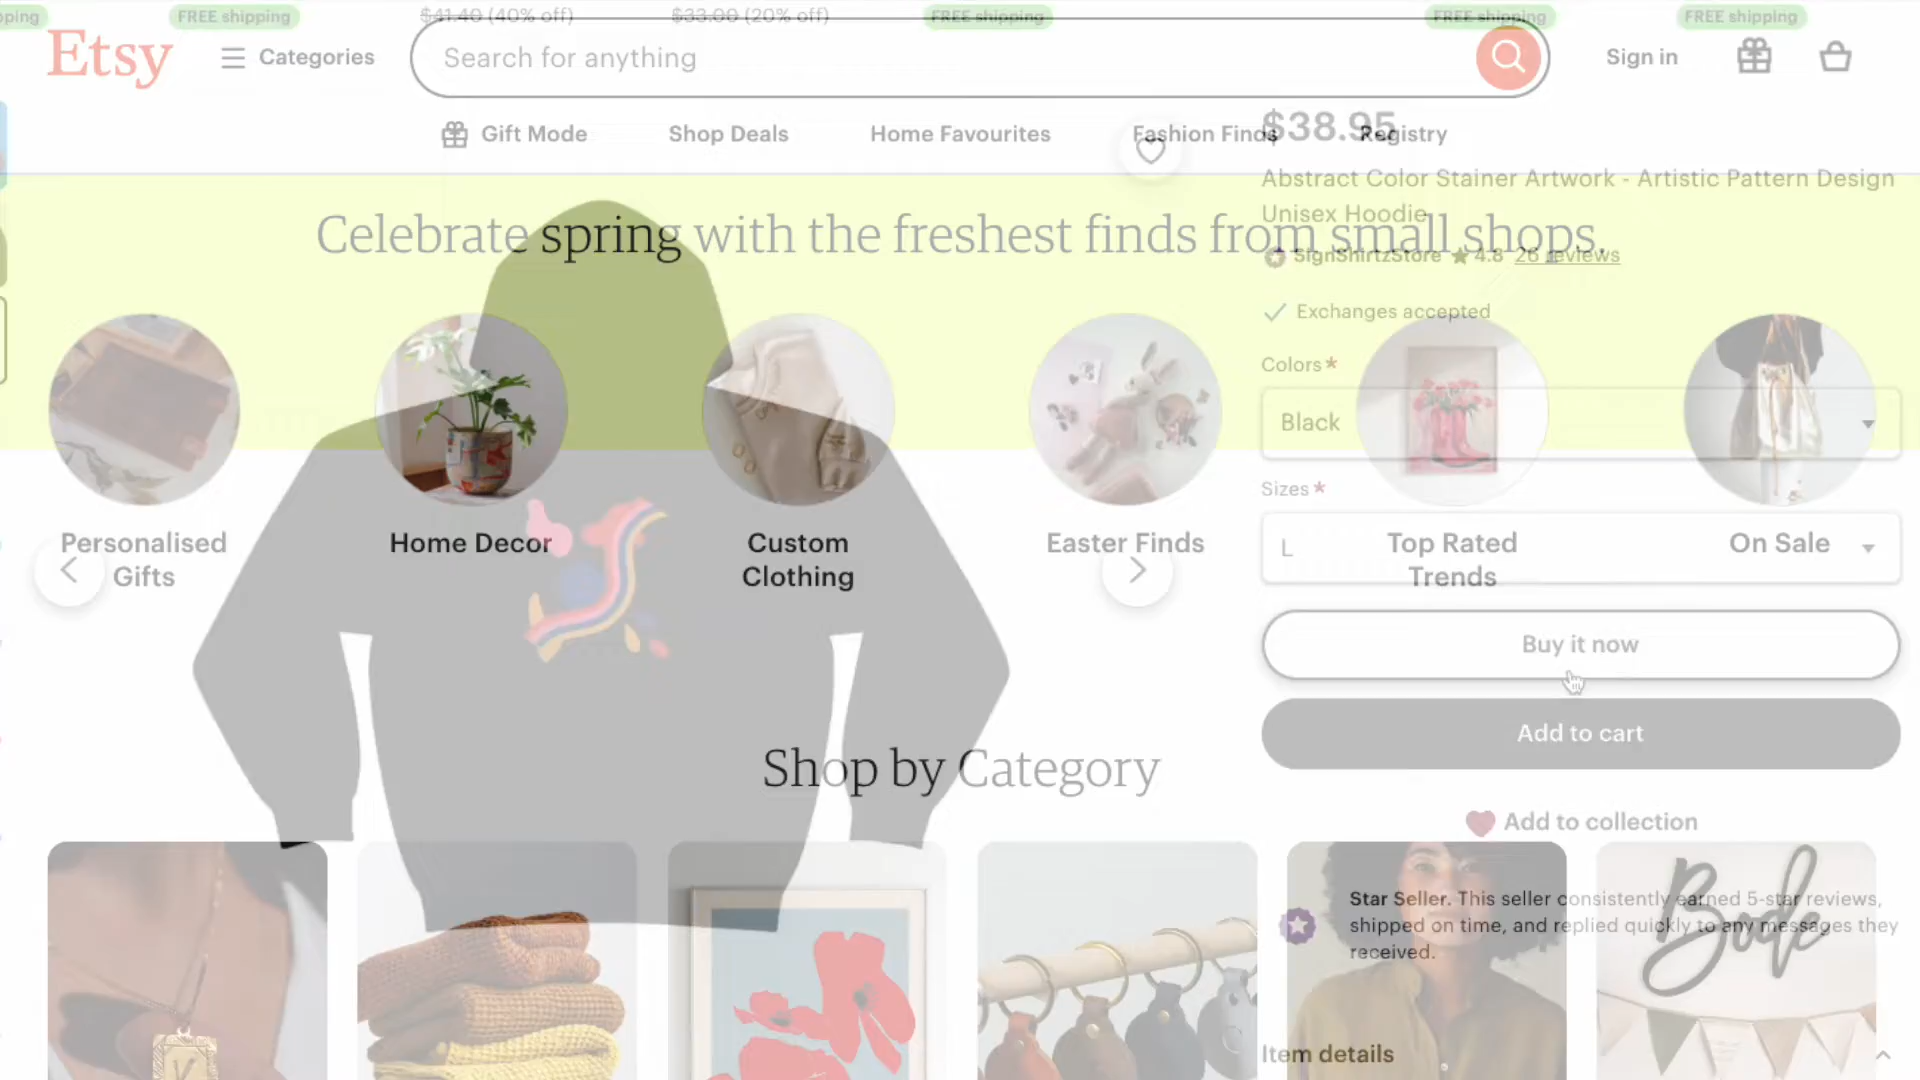 pping
FREE shipping
$41.40 (40% off)
$33.00 (20% off)
FREE shipping
FREE shipping
FREE shipping
Etsy
Categories
Search for anything
Sign in
Gift Mode
Shop Deals
Home Favourites
Fashion Finds
Registry
$38.95
Abstract Color Stainer Artwork - Artistic Pattern Design
Unisex Hoodie
Celebrate spring with the freshest finds from small shops.
SignShirtzStore
4.8
26 reviews
Exchanges accepted
Colors*
Black
Sizes*
L
Personalised
Gifts
Home Decor
Custom
Clothing
Easter Finds
Top Rated
Trends
On Sale
Buy it now
Add to cart
Shop by Category
Add to collection
Star Seller. This seller consistently earned 5-star reviews,
shipped on time, and replied quickly to any messages they
received.
Bode
Item details